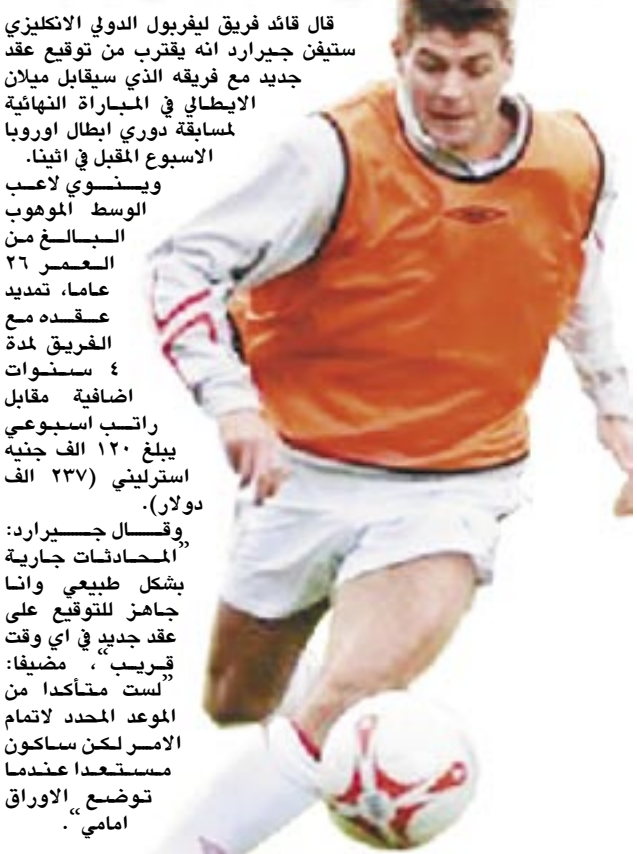 قال قائد فريق ليفربول الدولي الانكليزي
ستيفن جيرارد انه يقترب من توقيع عقد
جديد مع فريقه الذي سيقابل ميلان
الايطالي في المباراة النهائية
لمسابقة دوري ابطال اوروبا
الاسبوع المقبل في اثينا.
وينوي لاعب
الوسط الموهوب
البالغ من
العمر ٢٦
عاما، تمديد
عقده مع
الفريق لمدة
٤ سنوات
اضافية مقابل
راتب اسبوعي
يبلغ ١٢٠ الف جنيه
استرليني (٢٣٧ الف
دولار).
وقال جيرارد:
”المحادثات جارية
بشكل طبيعي وانا
جاهز للتوقيع على
عقد جديد في اي وقت
قريب“، مضيفا:
”لست متأكدا من
الموعد المحدد لاتمام
الامر لكن ساكون
مستعدا عندما
توضع الاوراق
امامي“.